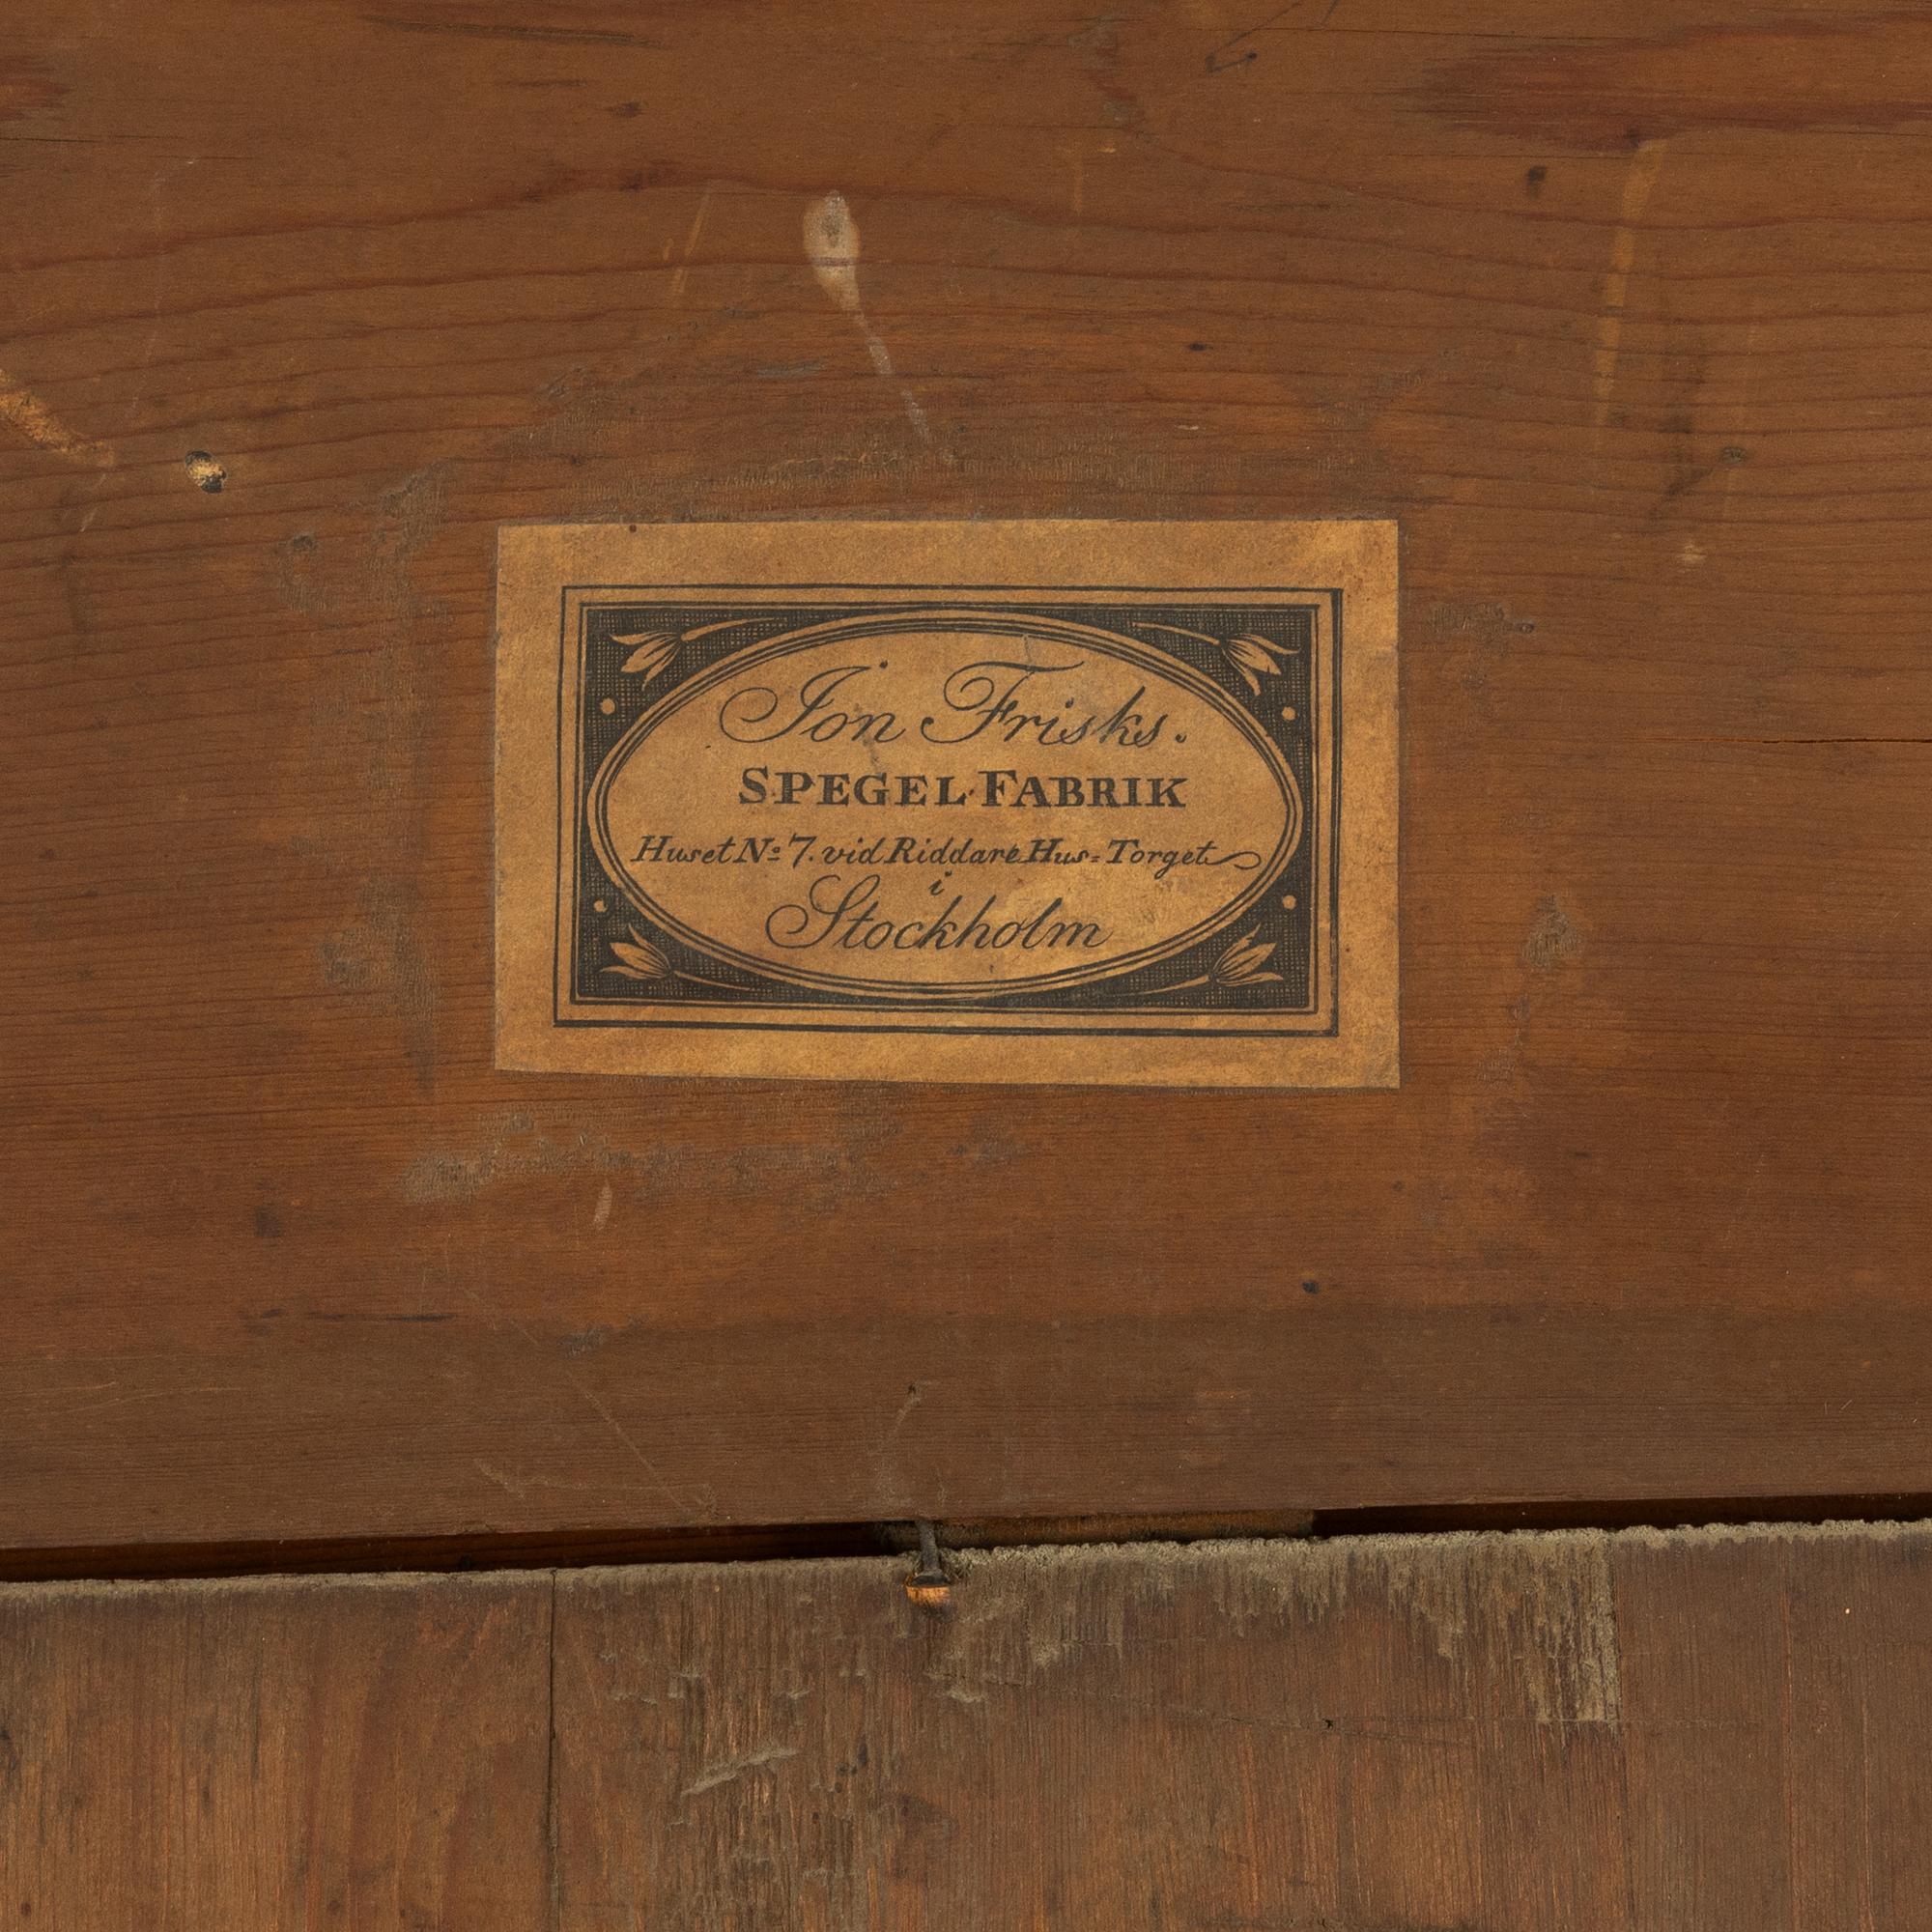 Jon Frisks.
SPEGEL·FABRIK
Huset No 7. vid Riddare Hus=Torget
i
Stockholm